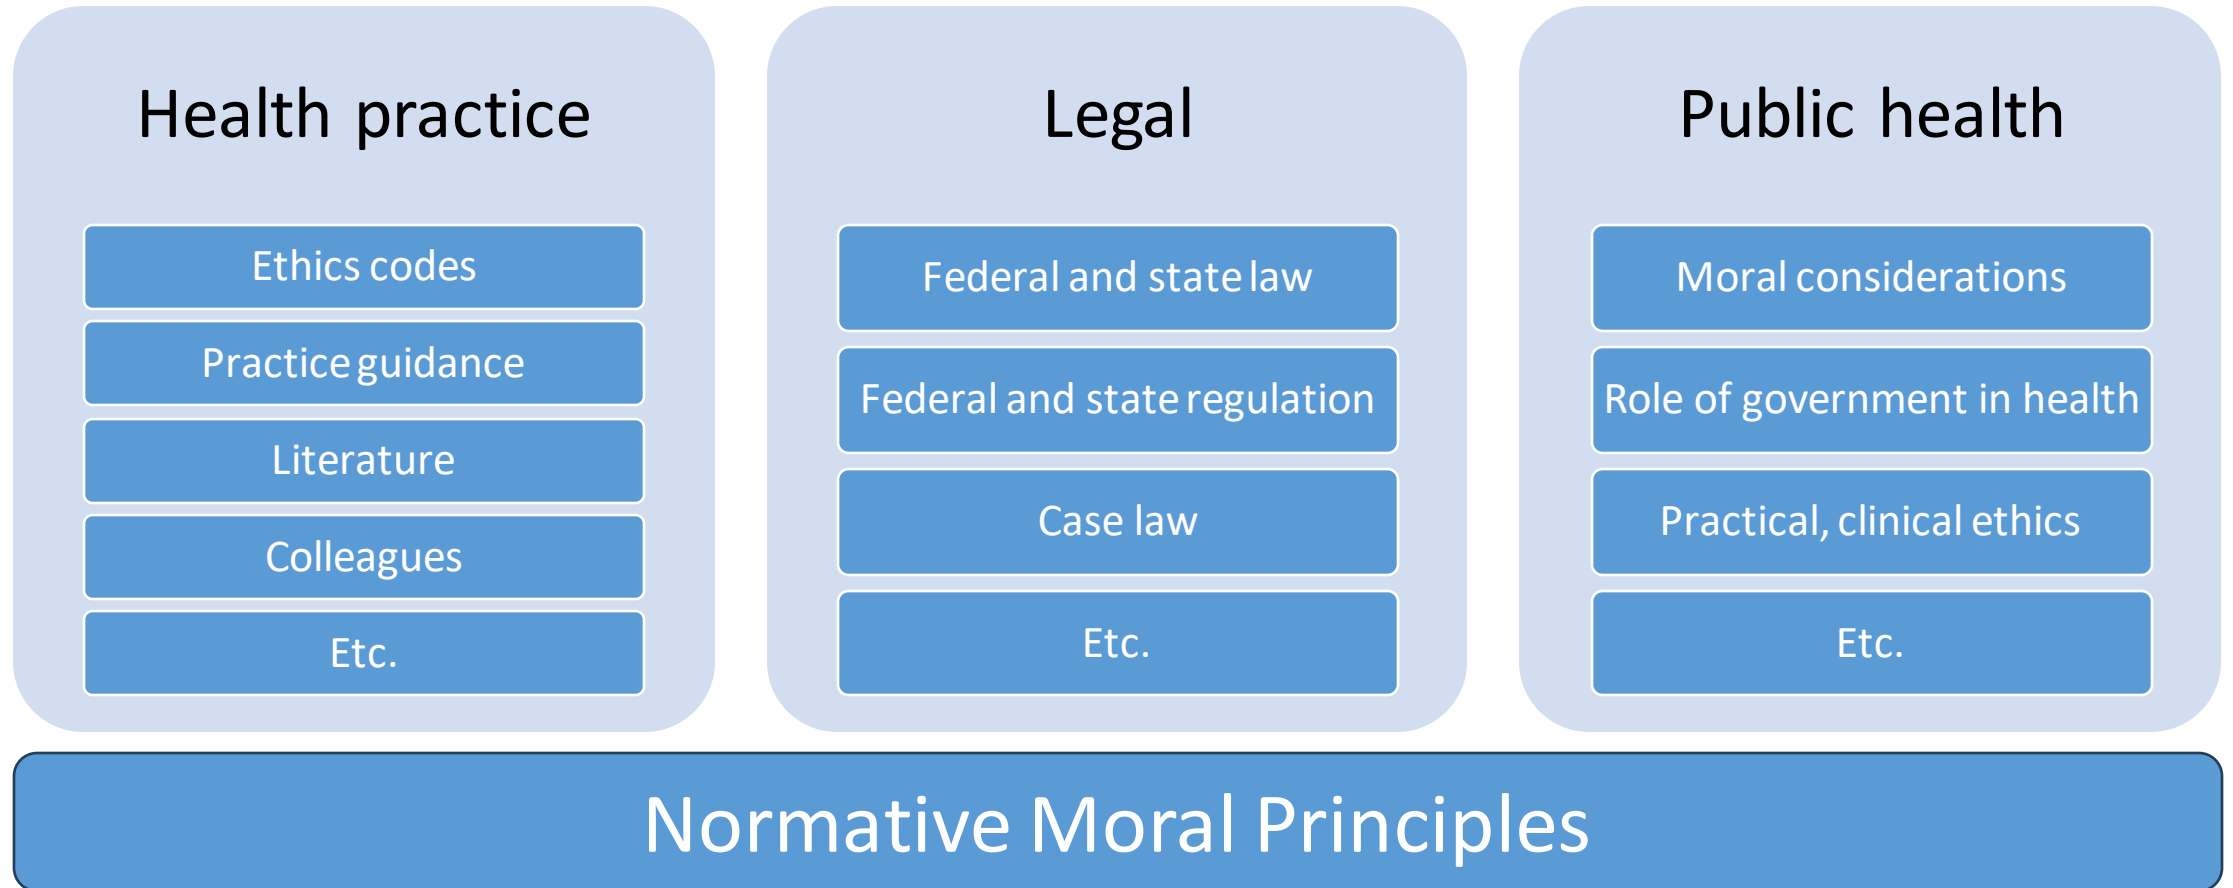 Health practice
Ethics codes
Practice guidance
Literature
Colleagues
Etc.
Legal
Federal and state law
Federal and state regulation
Case law
Etc.
Public health
Moral considerations
Role of government in health
Practical, clinical ethics
Etc.
Normative Moral Principles